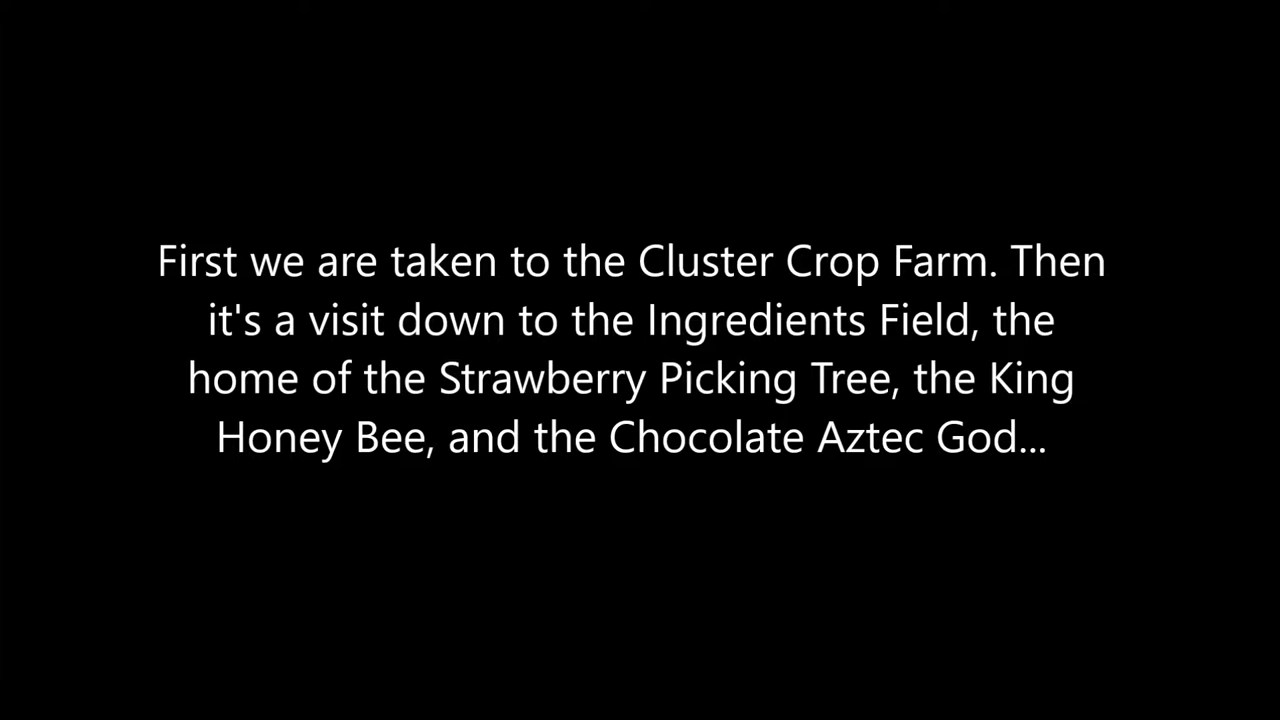 First we are taken to the Cluster Crop Farm. Then
it's a visit down to the Ingredients Field, the
home of the Strawberry Picking Tree, the King
Honey Bee, and the Chocolate Aztec God...